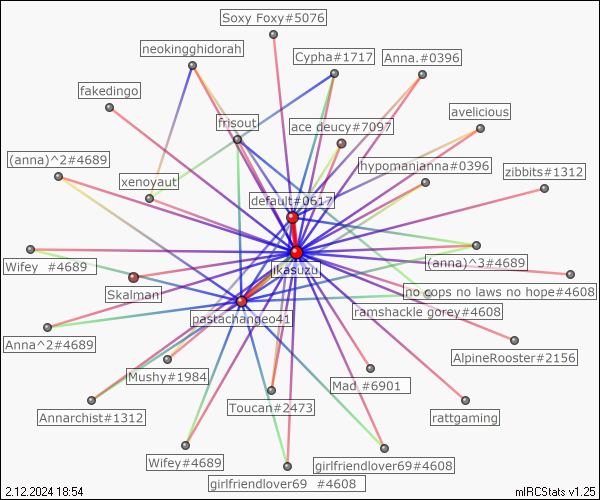 Soxy Foxy#5076
neokingghidorah
Cypha#1717
Anna.#0396
fakedingo
avelicious
frisout
ace deucy#7097
(anna)^2#4689
hypomanianna#0396
zibbits#1312
xenoyaut
default#0617
Wifey #4689
(anna)^3#4689
jikasuzu
Skalman
no cops no laws no hope#4608
ramshackle gorey#4608
pastachangeo41
Anna^2#4689
AlpineRooster#2156
Mushy#1984
Mad #6901
Annarchist#1312
Toucan#2473
rattgaming
Wifey#4689
girlfriendlover69#4608
girlfriendlover69 #4608
2.12.2024 18:54
mIRCStats v1.25